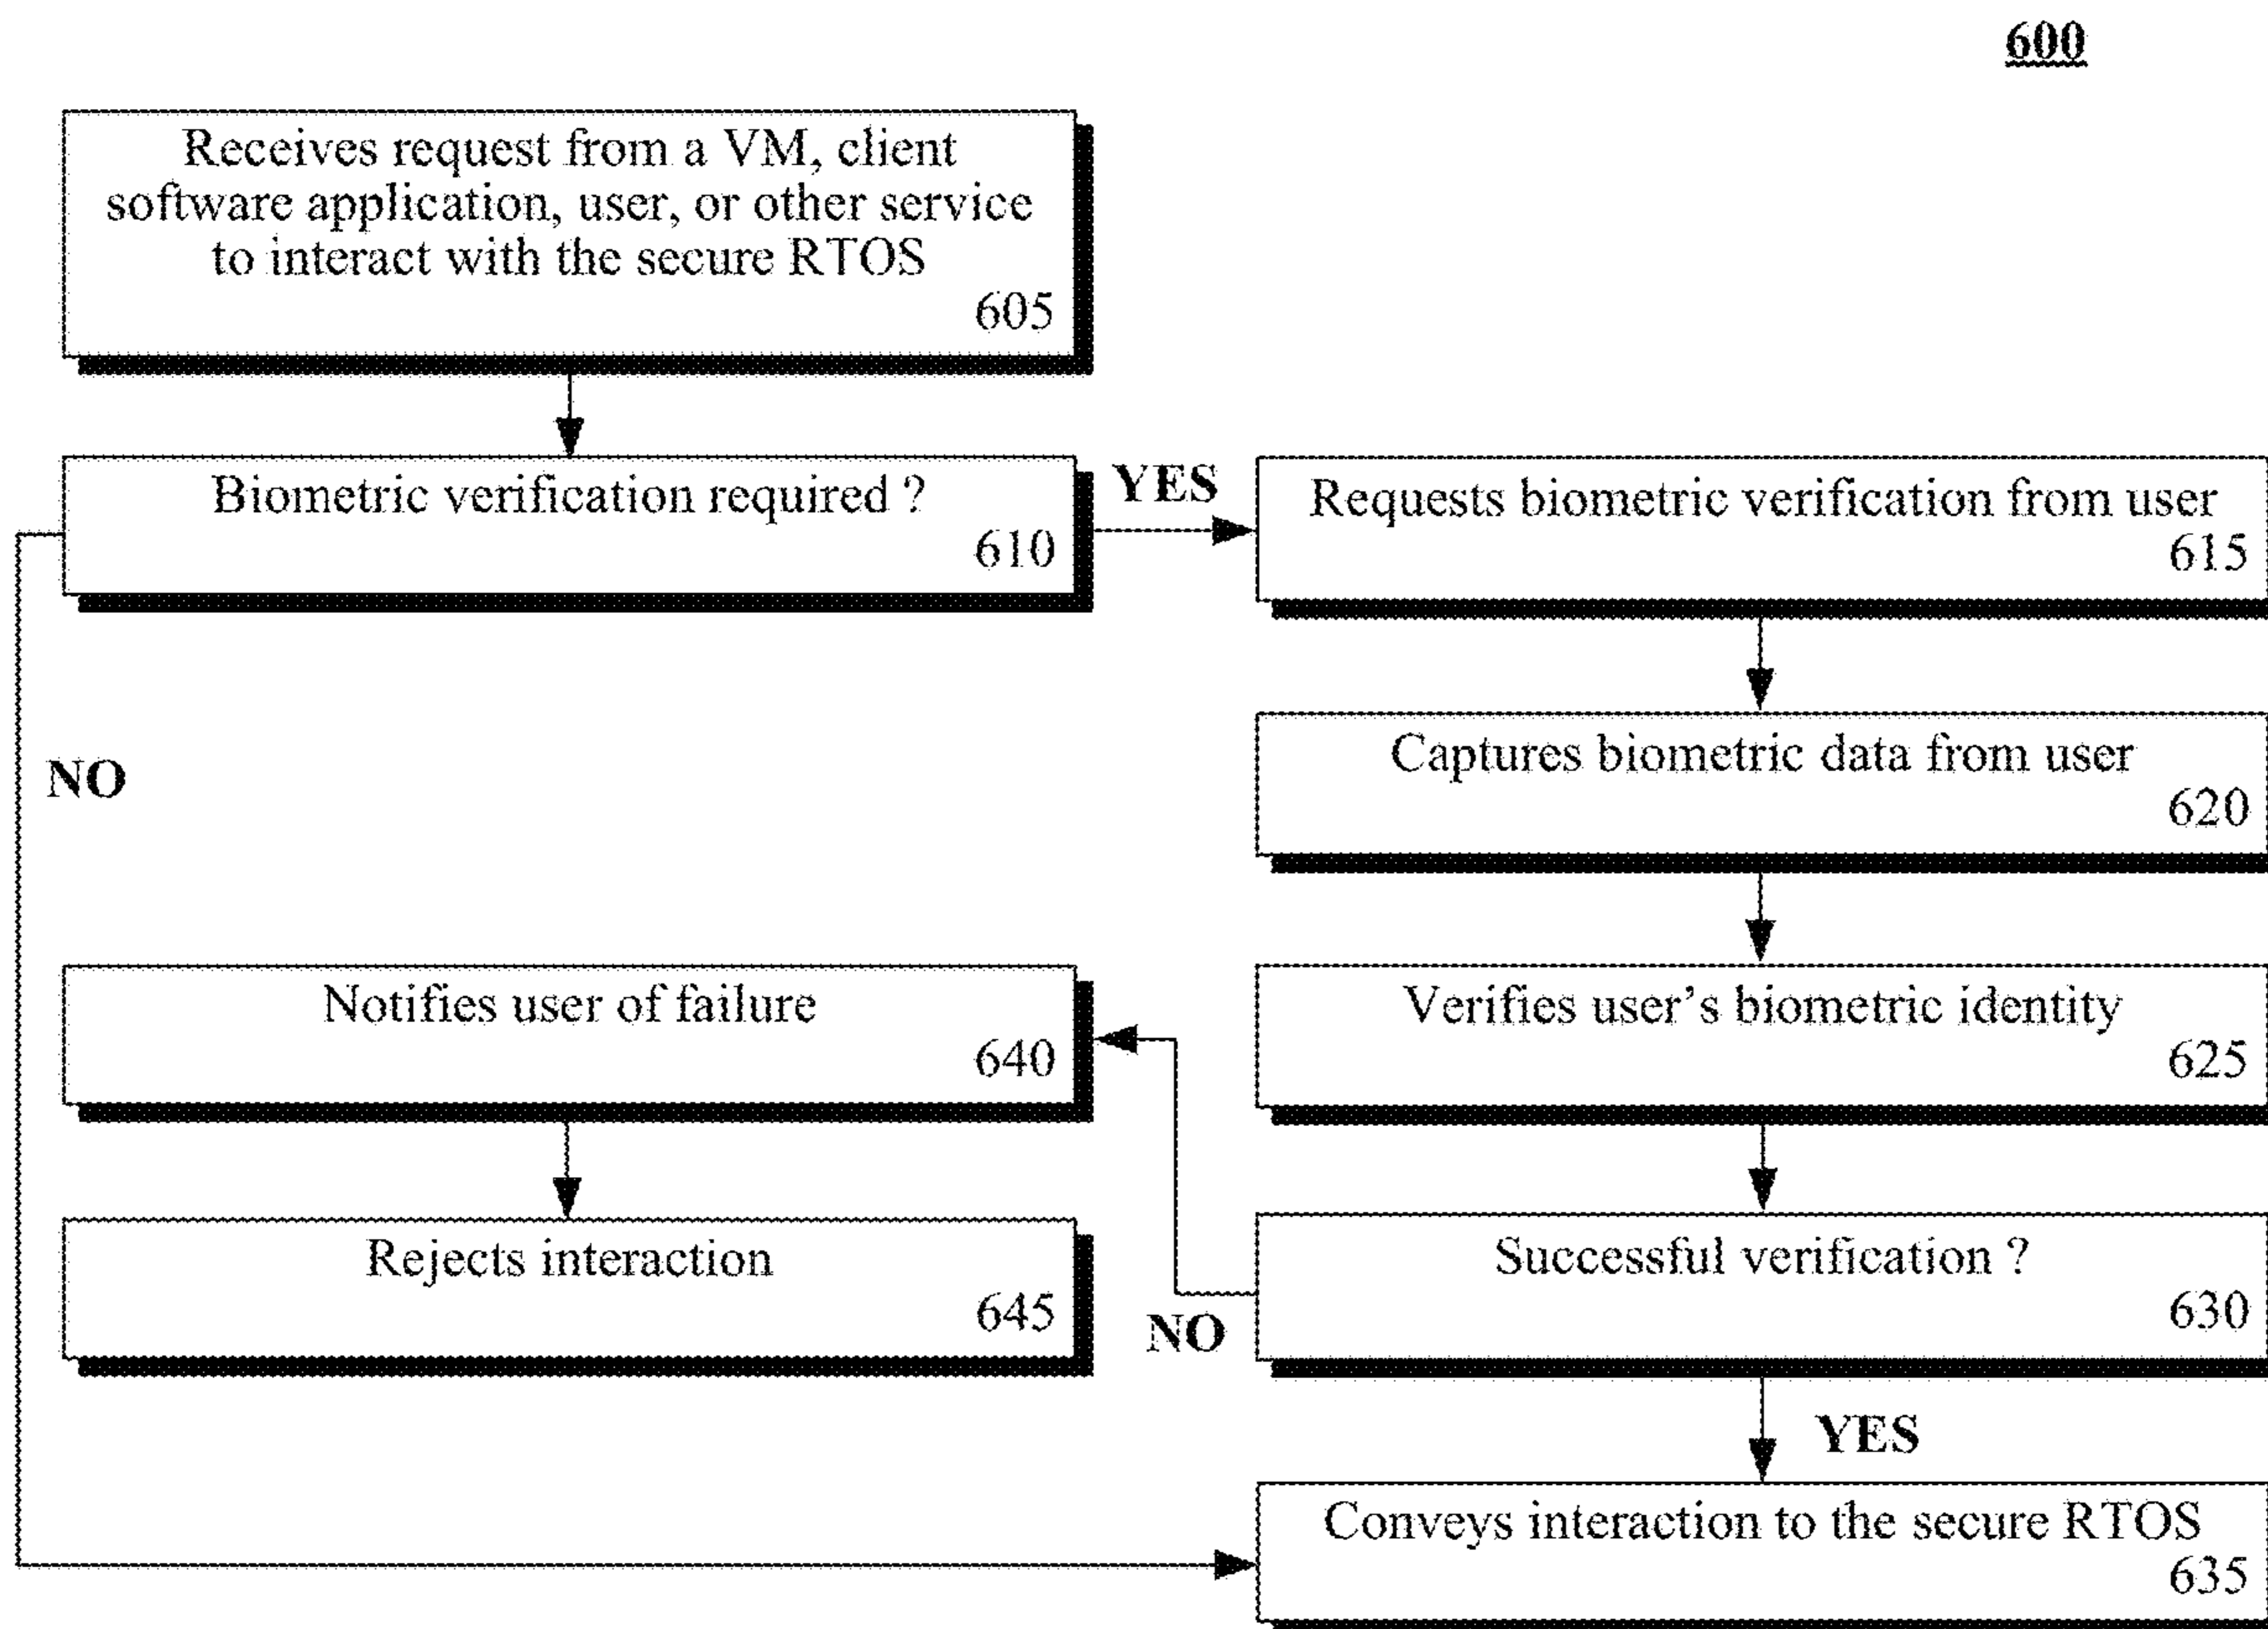 600
Receives request from a VM, client
software application, user, or other service
to interact with the secure RTOS
605
Biometric verification required ?
610
YES
Requests biometric verification from user
615
NO
Captures biometric data from user
620
Notifies user of failure
640
Verifies user’s biometric identity
625
Rejects interaction
645
NO
Successful verification ?
630
YES
Conveys interaction to the secure RTOS
635